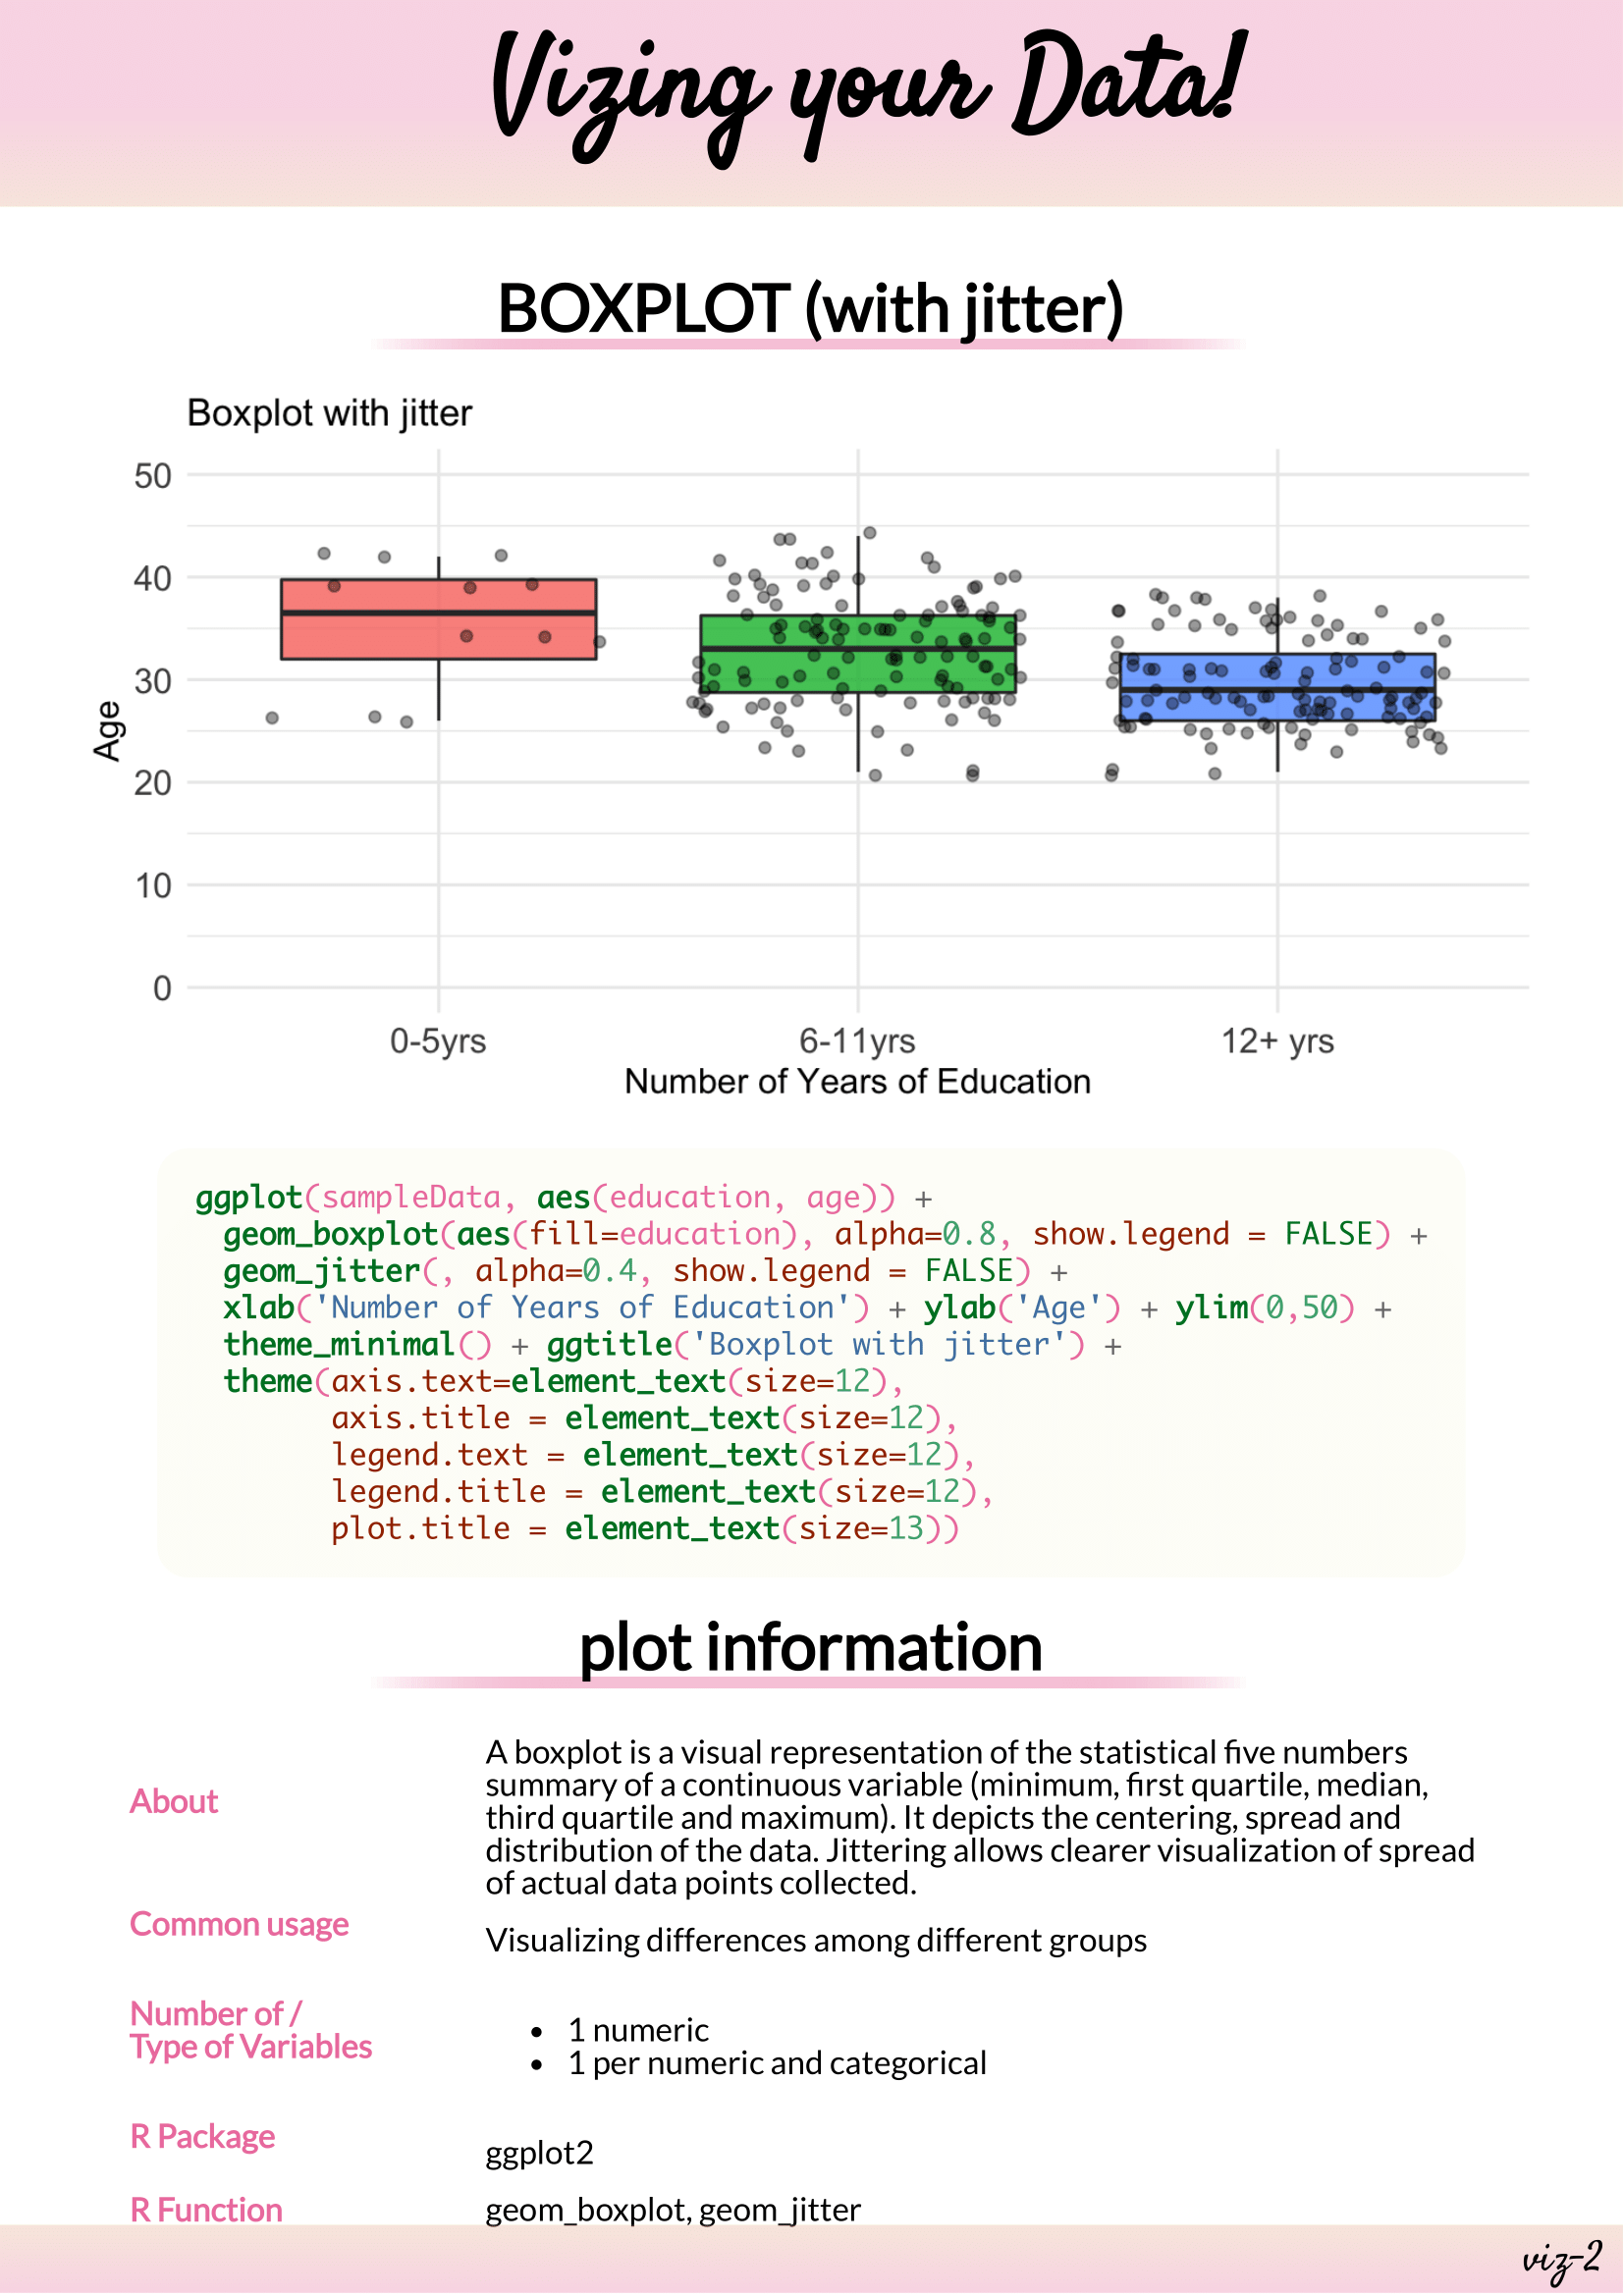 Vizing your Data!
BOXPLOT (with jitter)
Boxplot with jitter
50
40
30
20
10
0
Age
0-5yrs
6-11yrs
12+ yrs
Number of Years of Education
ggplot(sampleData, aes(education, age)) +
geom_boxplot(aes(fill=education), alpha=0.8, show.legend = FALSE) +
geom_jitter(, alpha=0.4, show.legend = FALSE) +
xlab('Number of Years of Education') + ylab('Age') + ylim(0,50) +
theme_minimal() + ggtitle('Boxplot with jitter') +
theme(axis.text=element_text(size=12),
axis.title = element_text(size=12),
legend.text = element_text(size=12),
legend.title = element_text(size=12),
plot.title = element_text(size=13))
plot information
About
A boxplot is a visual representation of the statistical five numbers
summary of a continuous variable (minimum, first quartile, median,
third quartile and maximum). It depicts the centering, spread and
distribution of the data. Jittering allows clearer visualization of spread
of actual data points collected.
Common usage
Visualizing differences among different groups
Number of /
Type of Variables
• 1 numeric
• 1 per numeric and categorical
R Package
ggplot2
R Function
geom_boxplot, geom_jitter
viz-2